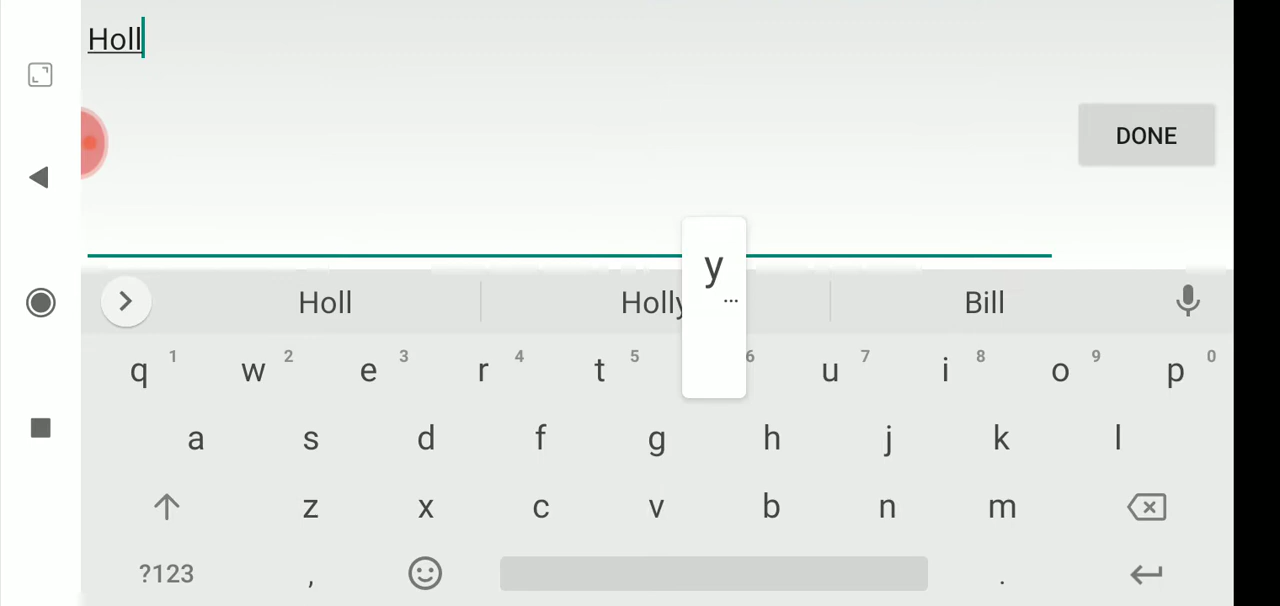 Holl
DONE
y
...
Holl Holly Bill
q 1 w 2 e 3 r 4 t 5 6 u 7 i 8 o 9 p 0
a s d f g h j k l
z x c v b n m
?123 , .